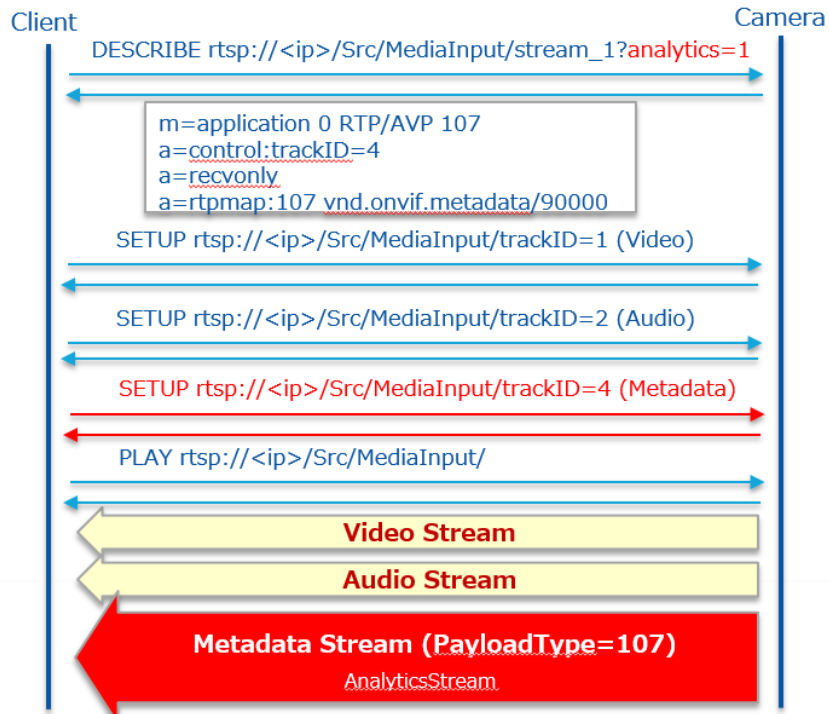 Client
Camera
DESCRIBE rtsp://<ip>/Src/MediaInput/stream_1?analytics=1
m=application 0 RTP/AVP 107
a=control:trackID=4
a=recvonly
a=rtpmap:107 vnd.onvif.metadata/90000
SETUP rtsp://<ip>/Src/MediaInput/trackID=1 (Video)
SETUP rtsp://<ip>/Src/MediaInput/trackID=2 (Audio)
SETUP rtsp://<ip>/Src/MediaInput/trackID=4 (Metadata)
PLAY rtsp://<ip>/Src/MediaInput/
Video Stream
Audio Stream
Metadata Stream (PayloadType=107)
AnalyticsStream